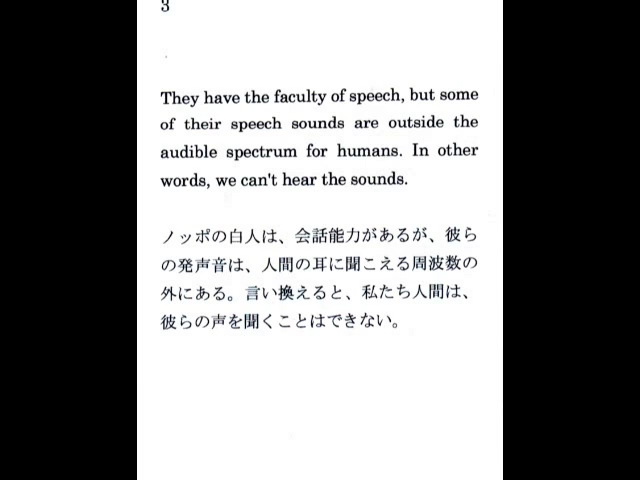 3
They have the faculty of speech, but some
of their speech sounds are outside the
audible spectrum for humans. In other
words, we can't hear the sounds.
ノッポの白人は、会話能力があるが、彼ら
の発声音は、人間の耳に聞こえる周波数の
外にある。言い換えると、私たち人間は、
彼らの声を聞くことはできない。